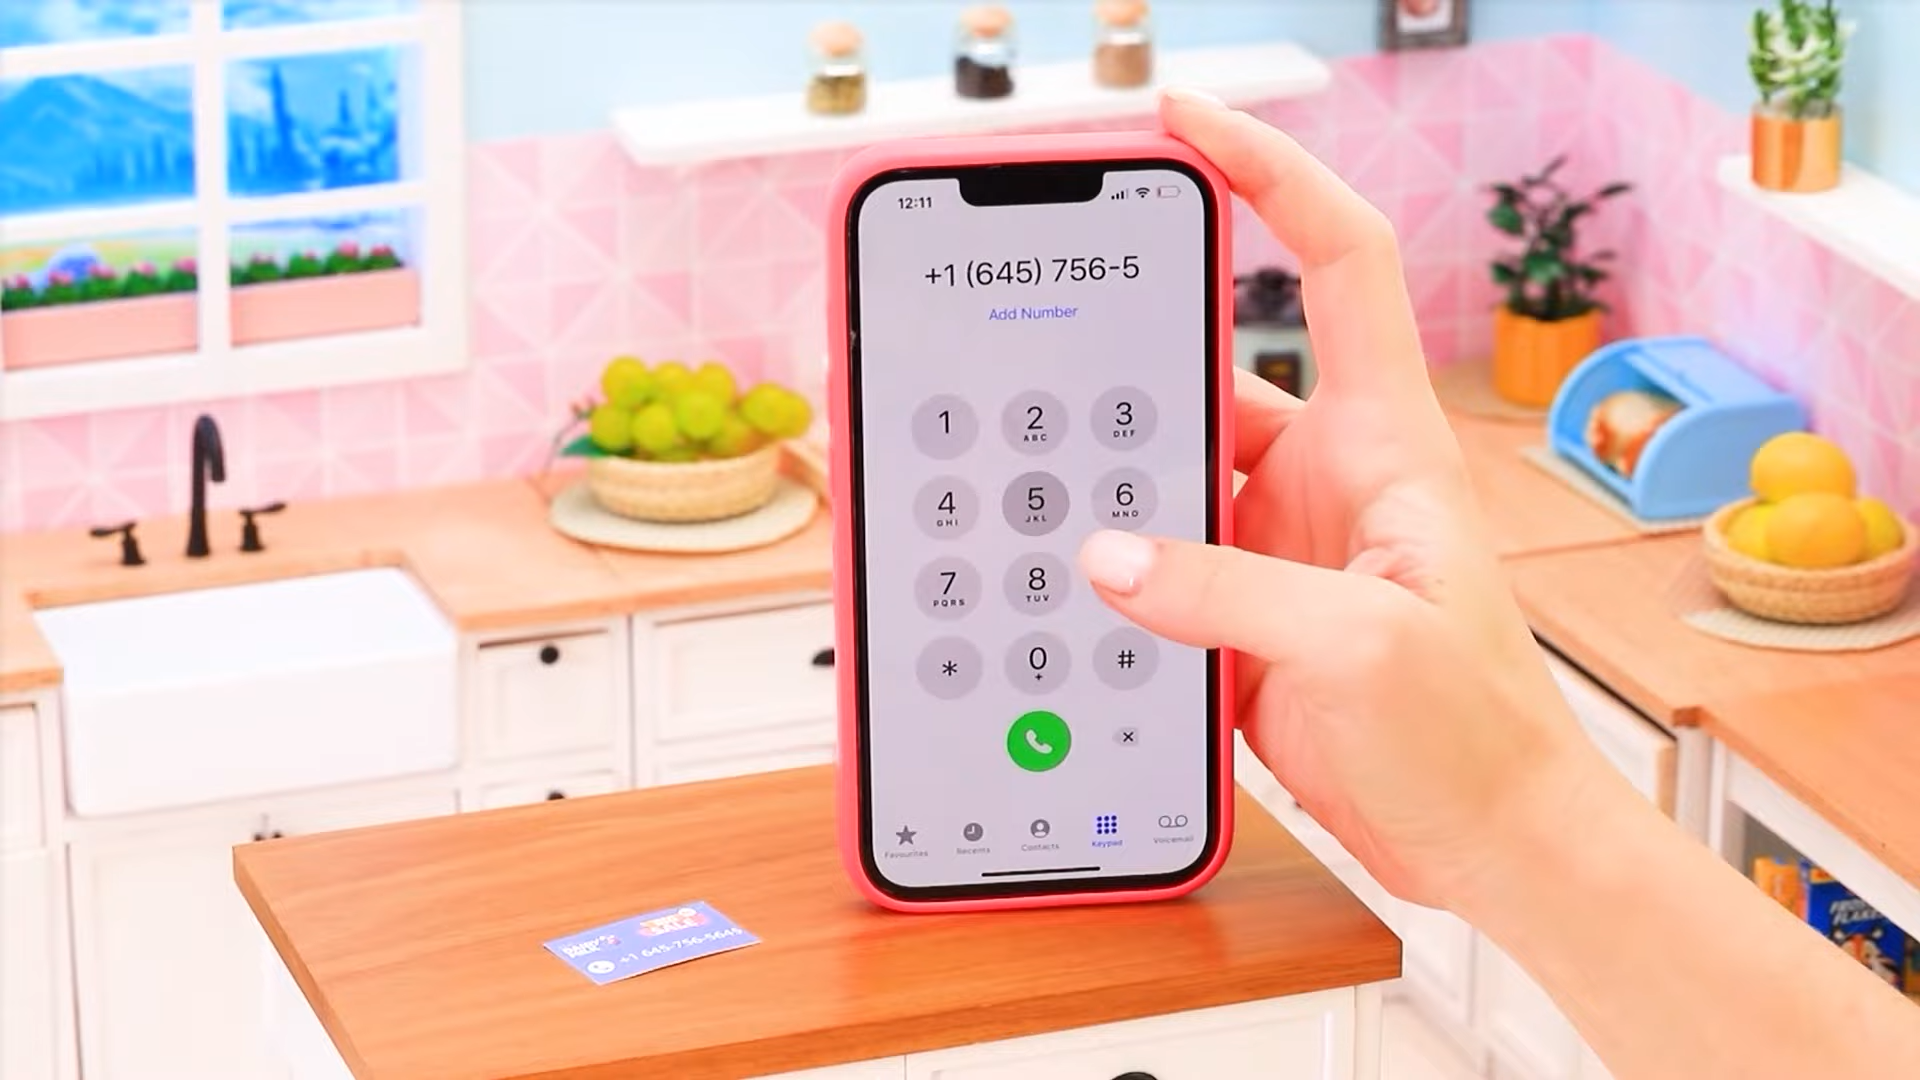 12:11
+1 (645) 756-5
Add Number
1
2
ABC
3
DEF
4
GHI
5
JKL
6
MNO
7
PQRS
8
TUV
*
0
+
#
Favourites
Recents
Contacts
Keypad
Voicemail
SALE
+1 645-756-5645